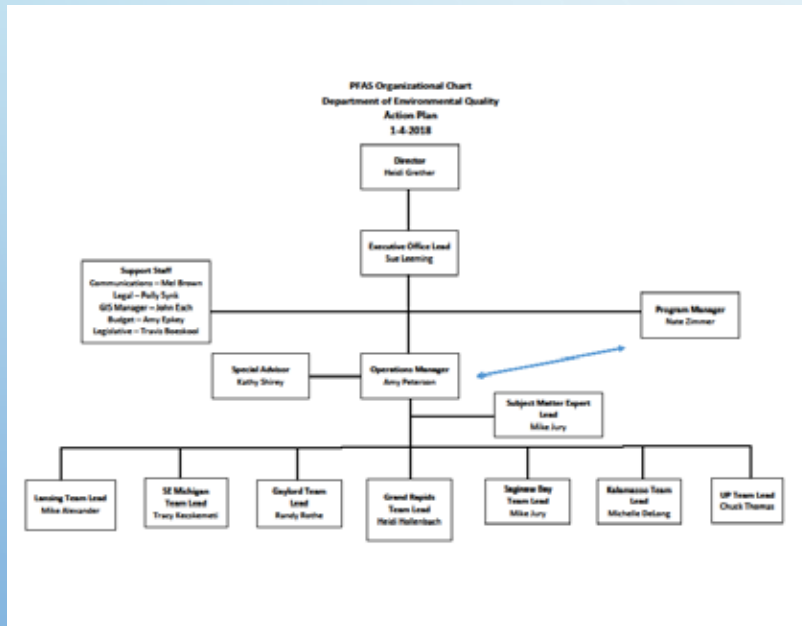 PFAS Organizational Chart
Department of Environmental Quality
Action Plan
1-4-2018
Director
Heidi Grether
Executive Office Lead
Sue Leeming
Support Staff
Communications – Mel Brown
Legal – Polly Synk
GIS Manager – John Esch
Budget – Amy Epkey
Legislative – Travis Boeskool
Program Manager
Nate Zimmer
Special Advisor
Kathy Shirey
Operations Manager
Amy Peterson
Subject Matter Expert
Lead
Mike Jury
Lansing Team Lead
Mike Alexander
SE Michigan
Team Lead
Tracy Kecskemeti
Gaylord Team
Lead
Randy Rothe
Grand Rapids
Team Lead
Heidi Hollenbach
Saginaw Bay
Team Lead
Mike Jury
Kalamazoo Team
Lead
Michelle DeLong
UP Team Lead
Chuck Thomas